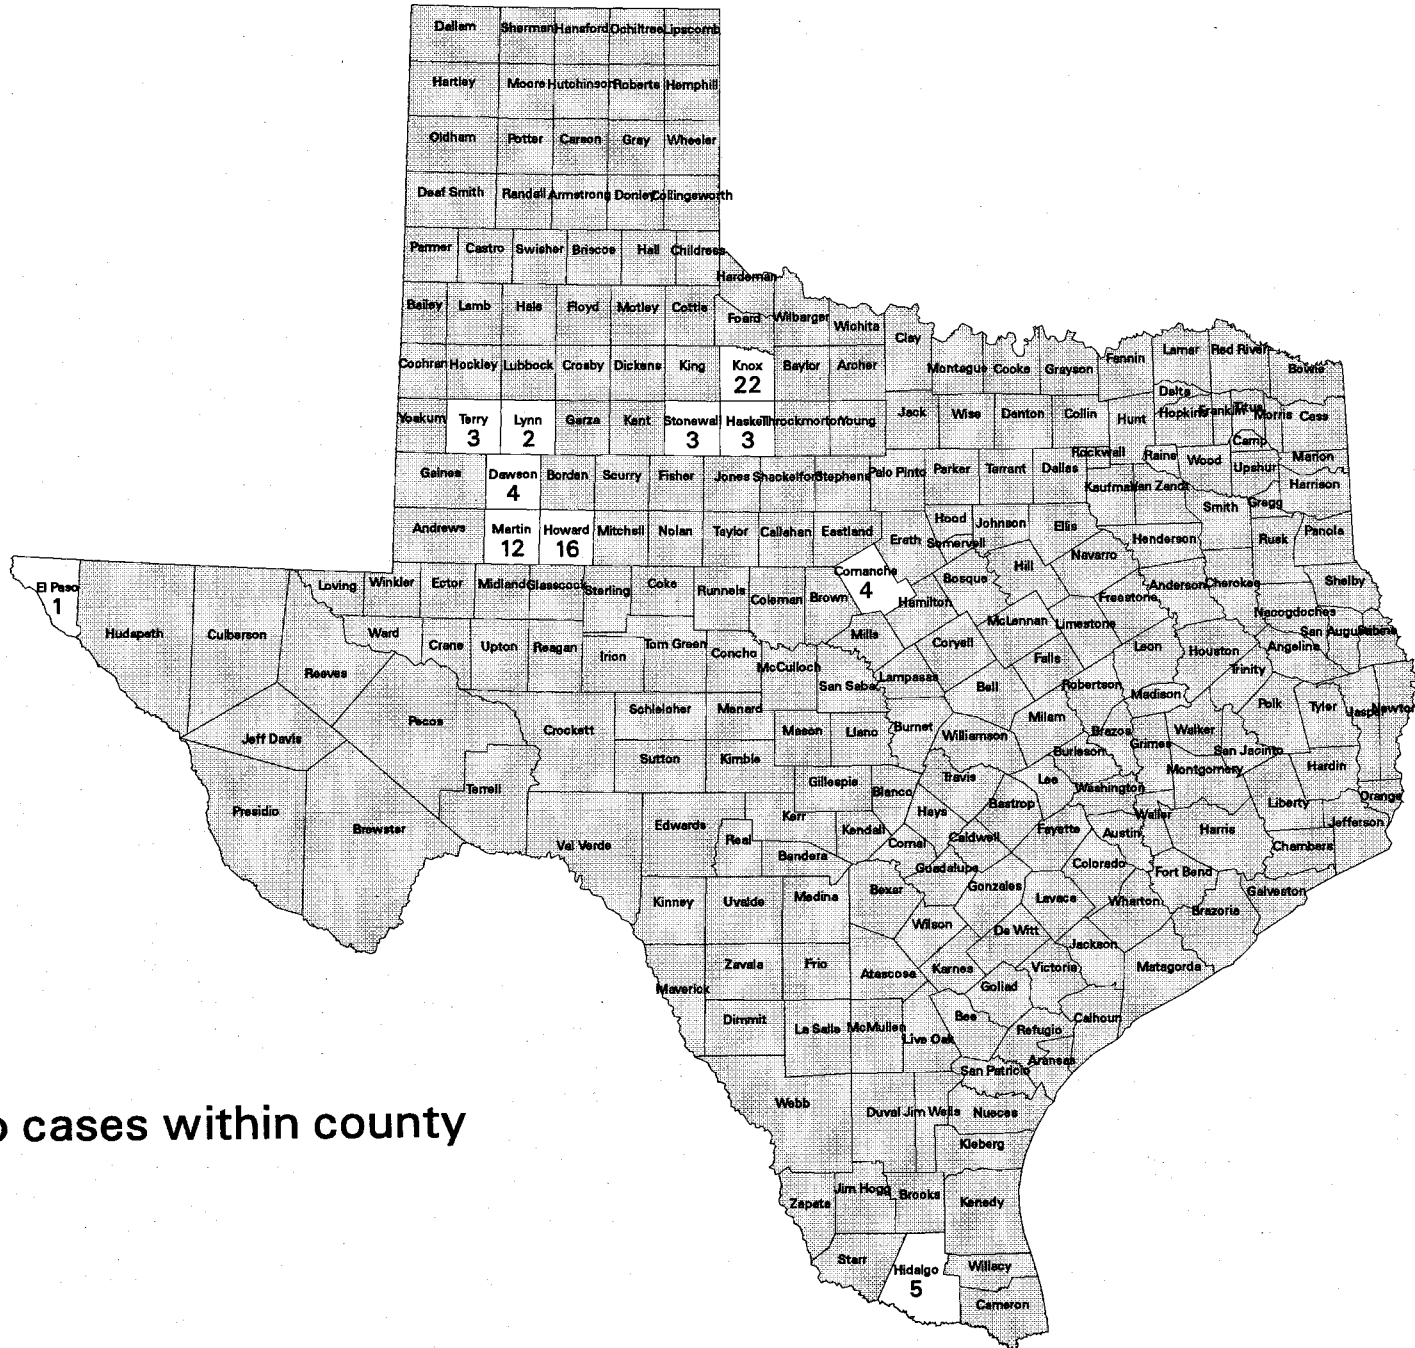 Dallam Sherman Hansford Ochiltree Lipscomb
Hartley Moore Hutchinson Roberts Hemphill
Oldham Potter Carson Gray Wheeler
Deaf Smith Randall Armstrong Donley Collingsworth
Parmer Castro Swisher Briscoe Hall Childress
Hardeman
Bailey Lamb Hale Floyd Motley Cottle Foard Wilbarger Wichita Clay
Cochran Hockley Lubbock Crosby Dickens King Knox Baylor Archer Montague Cooke Grayson Fannin Lamar Red River Bowie
22
Yoakum Terry Lynn Garza Kent Stonewall Haskell Throckmorton Young Jack Wise Denton Collin Hunt Delta Hopkins Franklin Titus Morris Cass
3 2 3 3
Gaines Dawson Borden Scurry Fisher Jones Shackelford Stephens Palo Pinto Parker Tarrant Dallas Rockwall Rains Wood Camp Upshur Marion
4
Kaufman Van Zandt Smith Gregg Harrison
Andrews Martin Howard Mitchell Nolan Taylor Callahan Eastland Erath Hood Somervell Johnson Ellis Henderson Rusk Panola
12 16
El Paso Loving Winkler Ector Midland Glasscock Sterling Coke Runnels Coleman Brown Comanche Hamilton Bosque Hill Navarro Freestone Anderson Cherokee Shelby
1 4
Hudspeth Culberson Reeves Ward Crane Upton Reagan Irion Tom Green Concho McCulloch San Saba Mills Lampasas Coryell McLennan Limestone Falls Leon Houston Nacogdoches Angelina San Augus Sabine
Jeff Davis Pecos Crockett Schleicher Menard Mason Llano Burnet Bell Williamson Milam Robertson Brazos Madison Grimes Walker Trinity Polk Tyler Jasper Newton
Presidio Brewster Terrell Sutton Kimble Gillespie Blanco Travis Lee Burleson Washington Montgomery San Jacinto Liberty Hardin Orange
Val Verde Edwards Real Kerr Kendall Bandera Comal Hays Caldwell Bastrop Fayette Austin Waller Harris Chambers Jefferson
Kinney Uvalde Medina Bexar Guadalupe Gonzales Lavaca Colorado Wharton Fort Bend Brazoria Galveston
Maverick Zavala Frio Atascosa Wilson Karnes De Witt Goliad Victoria Jackson Matagorda
Dimmit La Salle McMullen Live Oak Bee Refugio Calhoun Aransas San Patricio
Webb Duval Jim Wells Nueces
cases within county
Kleberg
Zapata Jim Hogg Brooks Kenedy
Starr Hidalgo Willacy
5
Cameron